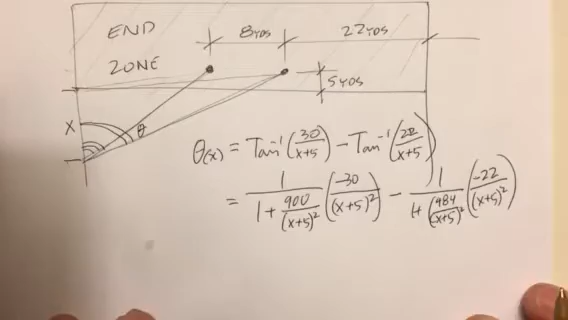 END
ZONE
8YDS
22YDS
5YDS
X
θ
θ(x) = Tan⁻¹(30/(x+5)) - Tan⁻¹(22/(x+5))
= 1/(1+900/(x+5)²) (-30/(x+5)²) - 1/(1+484/(x+5)²) (-22/(x+5)²)